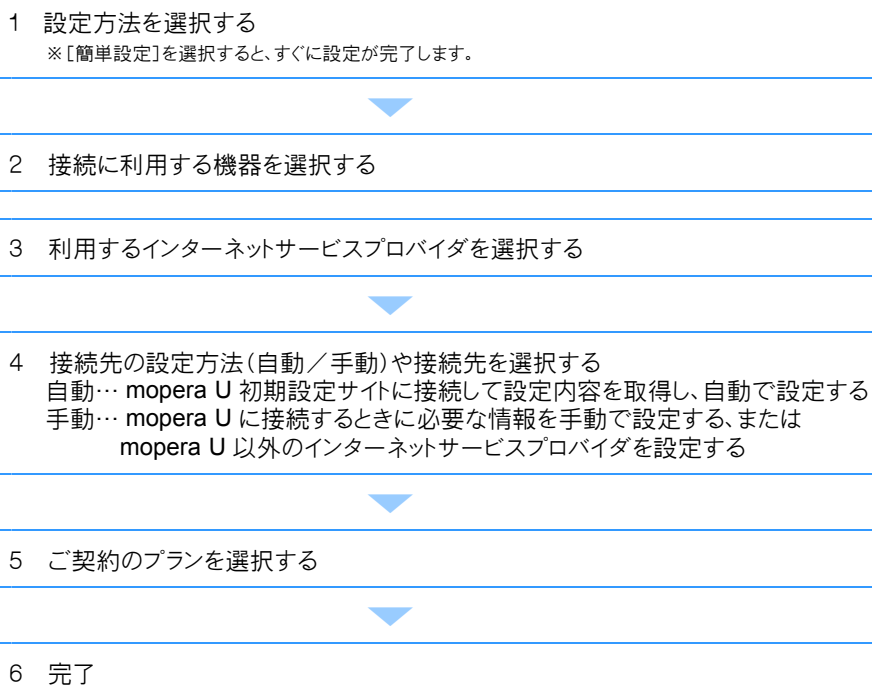 1 設定方法を選択する
※[簡単設定]を選択すると、すぐに設定が完了します。
2 接続に利用する機器を選択する
3 利用するインターネットサービスプロバイダを選択する
4 接続先の設定方法(自動／手動)や接続先を選択する
自動… mopera U 初期設定サイトに接続して設定内容を取得し、自動で設定する
手動… mopera U に接続するときに必要な情報を手動で設定する、または
mopera U 以外のインターネットサービスプロバイダを設定する
5 ご契約のプランを選択する
6 完了